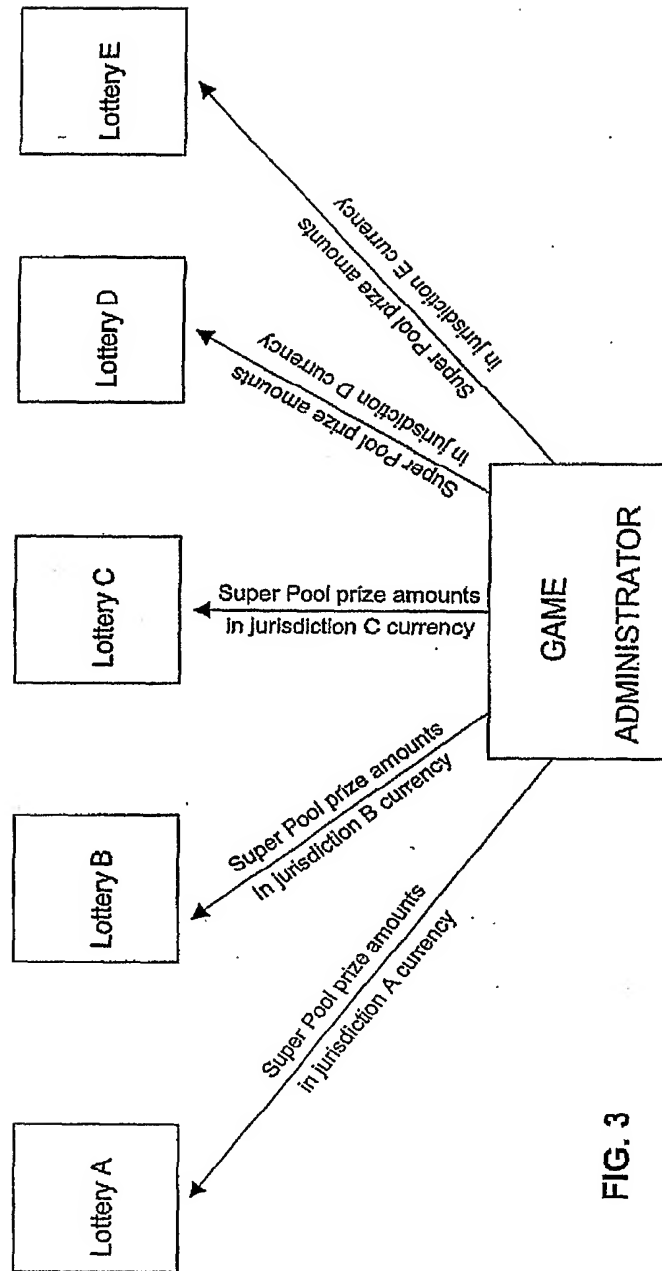 Lottery A
Lottery B
Lottery C
Lottery D
Lottery E
Super Pool prize amounts
in jurisdiction A currency
Super Pool prize amounts
In jurisdiction B currency
Super Pool prize amounts
in jurisdiction C currency
Super Pool prize amounts
in jurisdiction D currency
Super Pool prize amounts
in jurisdiction E currency
GAME
ADMINISTRATOR
FIG. 3